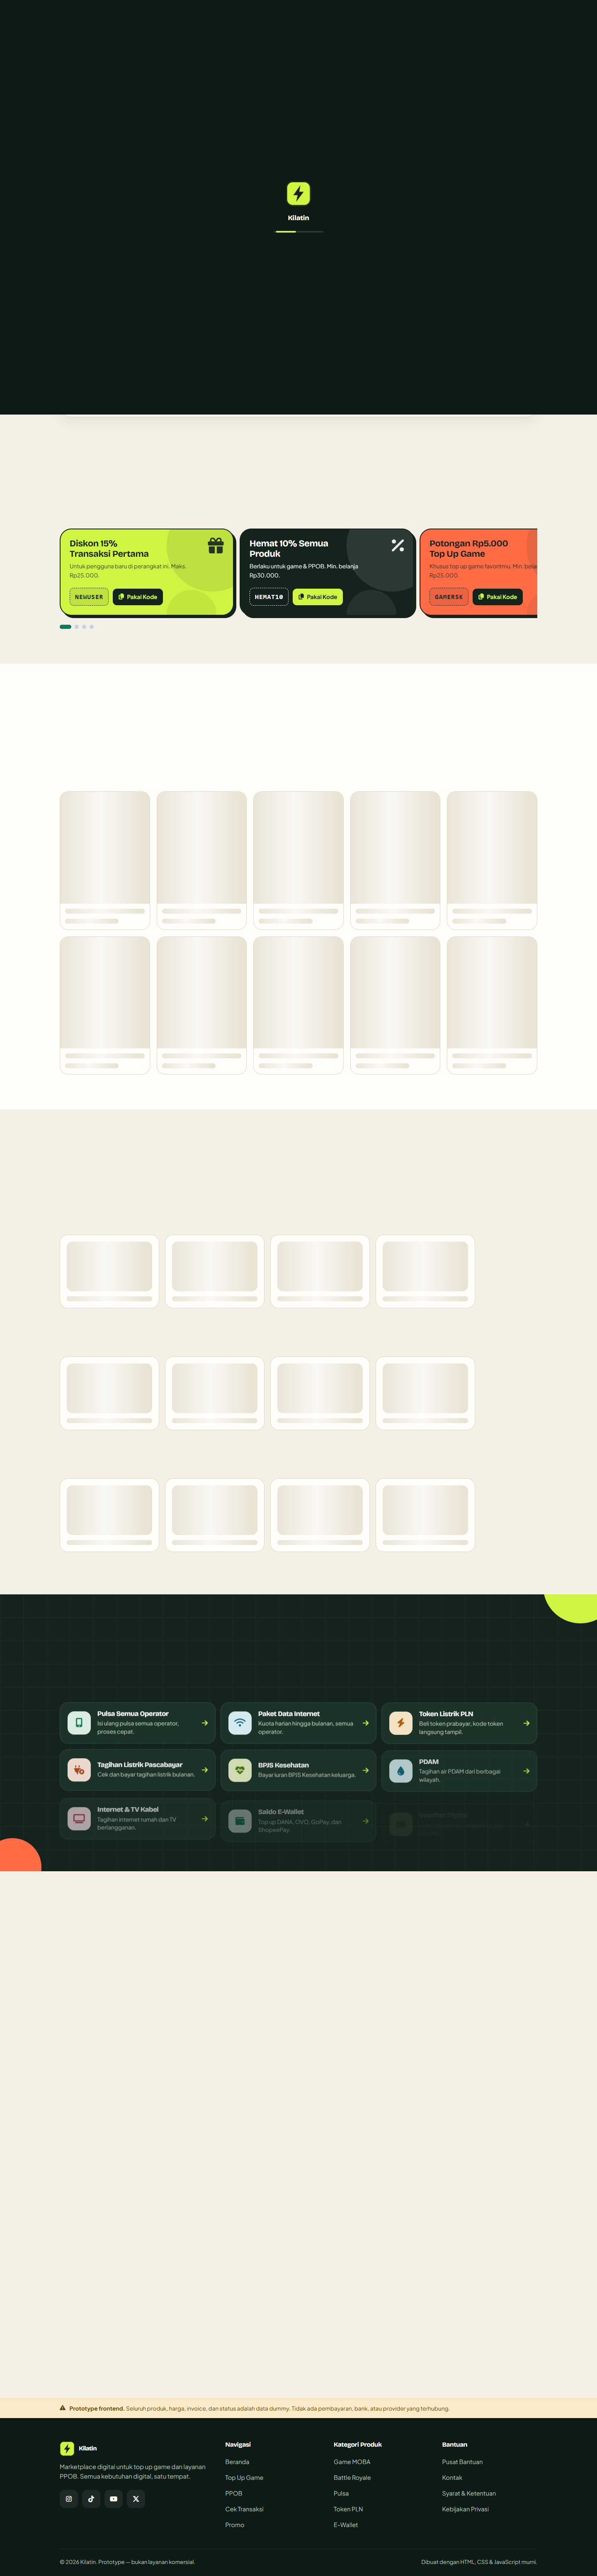 Kilatin
Diskon 15%
Transaksi Pertama
Untuk pengguna baru di perangkat ini. Maks.
Rp25.000.
NEWUSER
Pakai Kode
Hemat 10% Semua
Produk
Berlaku untuk game & PPOB. Min. belanja
Rp30.000.
HEMAT10
Pakai Kode
Potongan Rp5.000
Top Up Game
Khusus top up game favoritmu. Min.
Rp25.000.
GAMER5K
Pakai Kode
Pulsa Semua Operator
Isi ulang pulsa semua operator,
proses cepat.
Paket Data Internet
Kuota harian hingga bulanan, semua
operator.
Token Listrik PLN
Beli token prabayar, kode token
langsung tampil.
Tagihan Listrik Pascabayar
Cek dan bayar tagihan listrik bulanan.
BPJS Kesehatan
Bayar iuran BPJS Kesehatan keluarga.
PDAM
Tagihan air PDAM dari berbagai
wilayah.
Internet & TV Kabel
Tagihan internet rumah dan TV
berlangganan.
Saldo E-Wallet
Top up DANA, OVO, GoPay, dan
ShopeePay.
Prototype frontend. Seluruh produk, harga, invoice, dan status adalah data dummy. Tidak ada pembayaran, bank, atau provider yang terhubung.
Kilatin
Marketplace digital untuk top up game dan layanan
PPOB. Semua kebutuhan digital, satu tempat.
Navigasi
Beranda
Top Up Game
PPOB
Cek Transaksi
Promo
Kategori Produk
Game MOBA
Battle Royale
Pulsa
Token PLN
E-Wallet
Bantuan
Pusat Bantuan
Kontak
Syarat & Ketentuan
Kebijakan Privasi
© 2026 Kilatin. Prototype — bukan layanan komersial.
Dibuat dengan HTML, CSS & JavaScript murni.